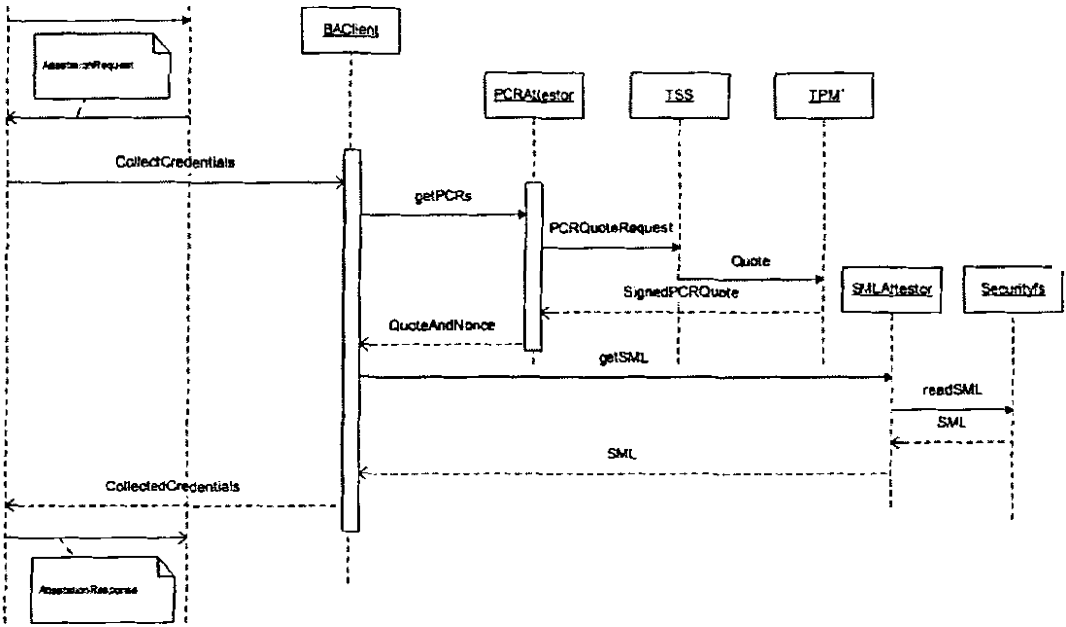 BAClient
AttestationRequest
PCRAttestor
TSS
TPM
CollectCredentials
getPCRs
PCRQuoteRequest
Quote
SignedPCRQuote
SMLAttestor
Securityfs
QuoteAndNonce
getSML
readSML
SML
SML
CollectedCredentials
AttestationResponse